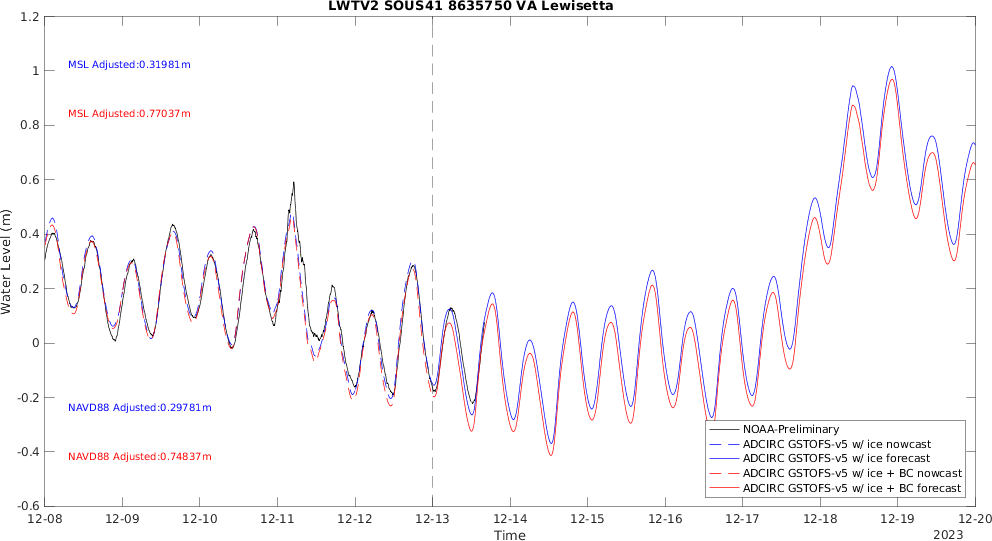 LWTV2 SOUS41 8635750 VA Lewisetta
1.2
1
0.8
0.6
0.4
0.2
0
-0.2
-0.4
-0.6
Water Level (m)
MSL Adjusted:0.31981m
MSL Adjusted:0.77037m
NAVD88 Adjusted:0.29781m
NAVD88 Adjusted:0.74837m
NOAA-Preliminary
ADCIRC GSTOFS-v5 w/ ice nowcast
ADCIRC GSTOFS-v5 w/ ice forecast
ADCIRC GSTOFS-v5 w/ ice + BC nowcast
ADCIRC GSTOFS-v5 w/ ice + BC forecast
12-08 12-09 12-10 12-11 12-12 12-13 12-14 12-15 12-16 12-17 12-18 12-19 12-20
Time
2023